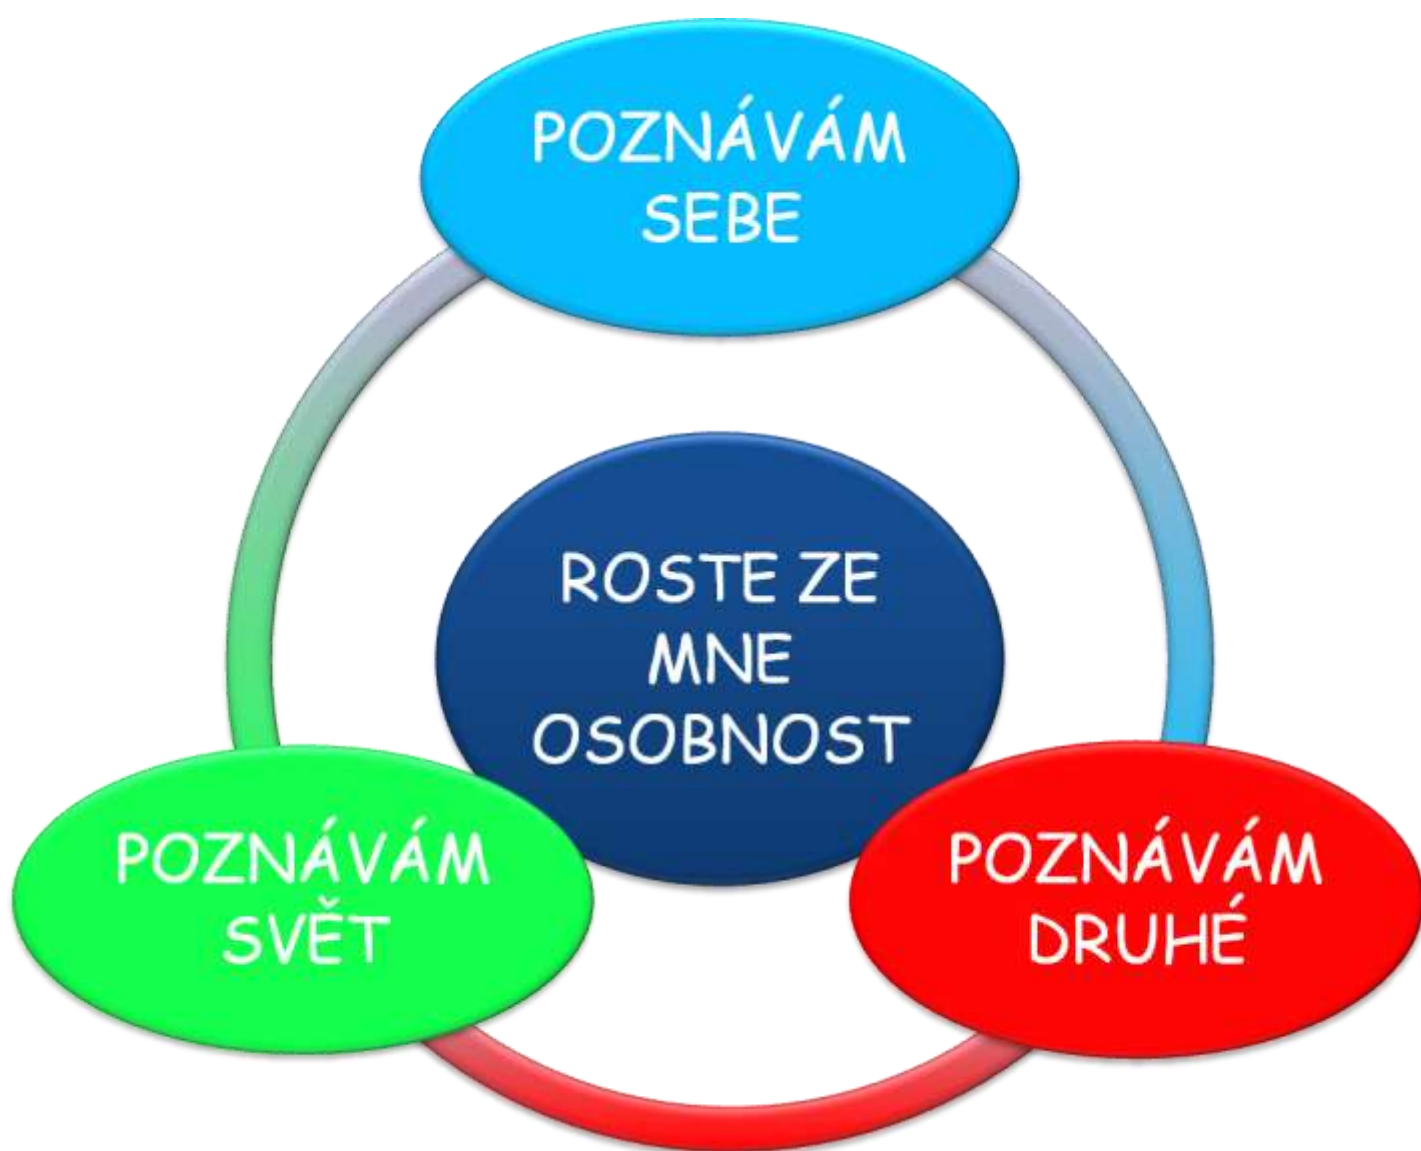 POZNÁVÁM
SEBE
ROSTE ZE
MNE
OSOBNOST
POZNÁVÁM
SVĚT
POZNÁVÁM
DRUHÉ